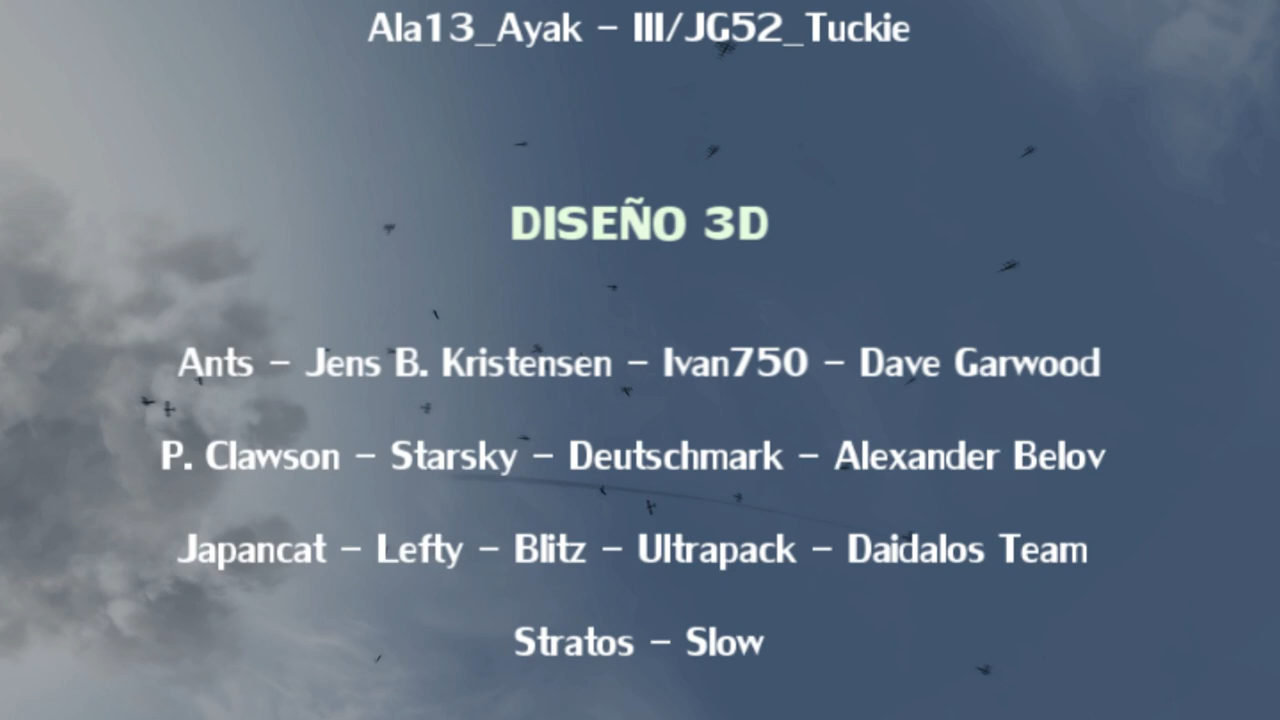 Ala13_Ayak - III/JG52_Tuckie
DISEÑO 3D
Ants - Jens B. Kristensen - Ivan750 - Dave Garwood
P. Clawson - Starsky - Deutschmark - Alexander Belov
Japancat - Lefty - Blitz - Ultrapack - Daidalos Team
Stratos - Slow